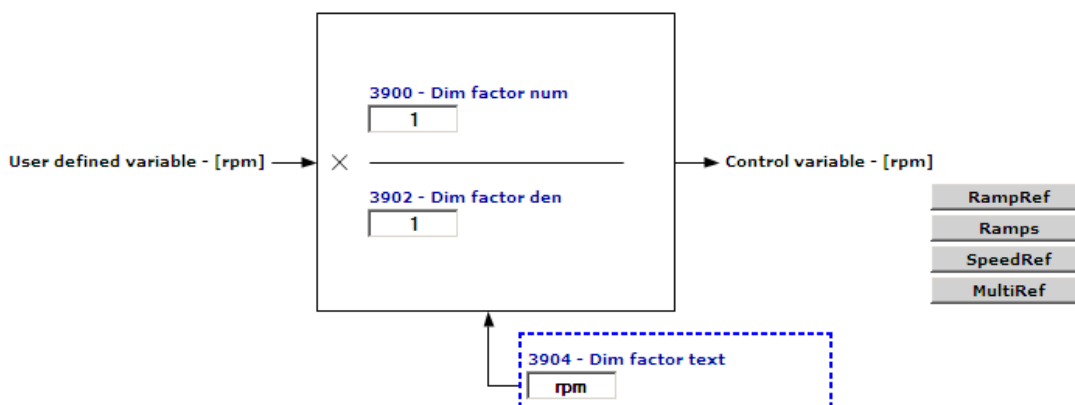 3900 - Dim factor num
1
User defined variable - [rpm]
×
Control variable - [rpm]
3902 - Dim factor den
1
RampRef
Ramps
SpeedRef
MultiRef
3904 - Dim factor text
rpm